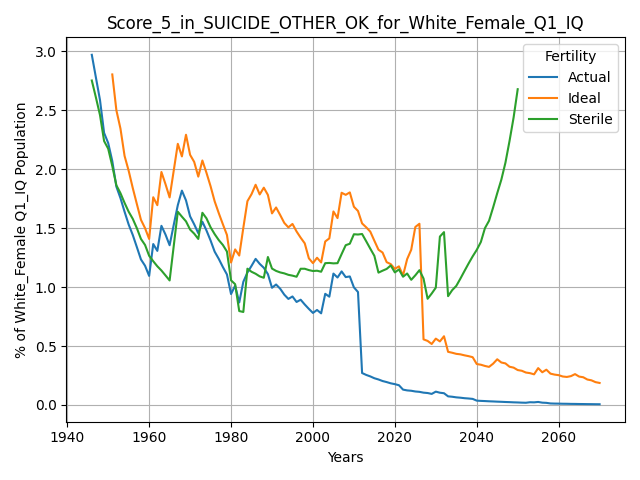 Score_5_in_SUICIDE_OTHER_OK_for_White_Female_Q1_IQ
% of White_Female Q1_IQ Population
3.0
2.5
2.0
1.5
1.0
0.5
0.0
Fertility
Actual
Ideal
Sterile
1940 1960 1980 2000 2020 2040 2060
Years